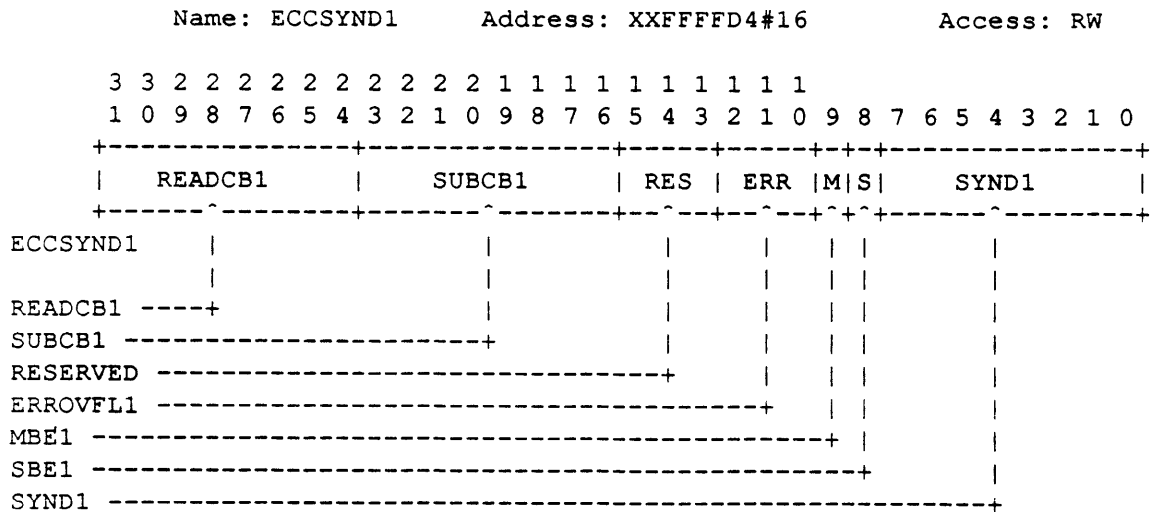 Name: ECCSYND1 Address: XXFFFFD4#16 Access: RW
3 3 2 2 2 2 2 2 2 2 2 2 1 1 1 1 1 1 1 1 1 1
1 0 9 8 7 6 5 4 3 2 1 0 9 8 7 6 5 4 3 2 1 0 9 8 7 6 5 4 3 2 1 0
+---------------+---------------+-----+-----+-+-+---------------+
| READCB1 | SUBCB1 | RES | ERR |M|S| SYND1 |
+------^--------+-------^-------+--^--+--^--+^+^+------^--------+
ECCSYND1 | | | | | | |
| | | | | | |
READCB1 ----+ | | | | | |
SUBCB1 ----------------------+ | | | | |
RESERVED -------------------------------+ | | | |
ERROVFL1 -------------------------------------+ | | |
MBE1 ---------------------------------------------+ | |
SBE1 -----------------------------------------------+ |
SYND1 ------------------------------------------------------+